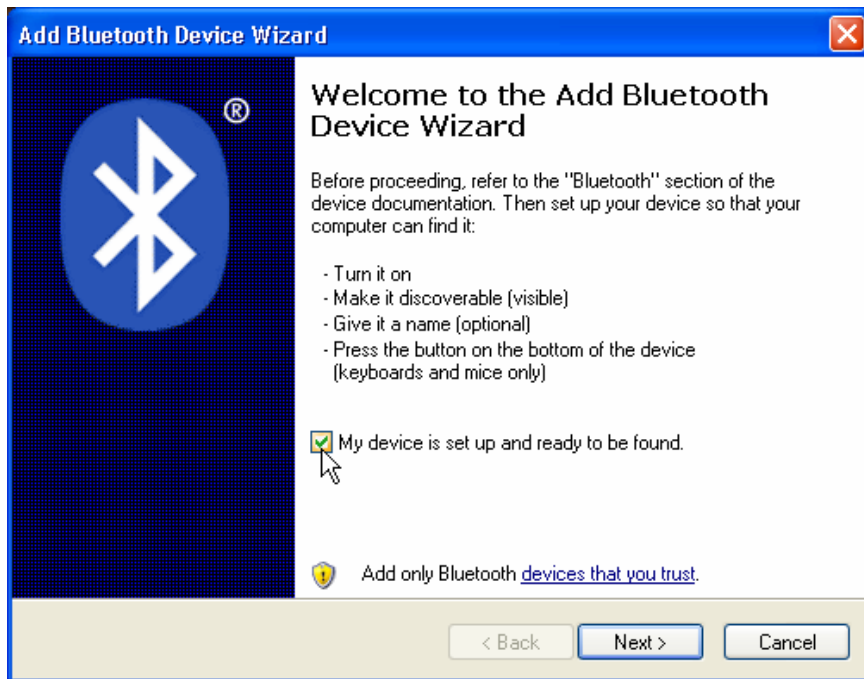 Add Bluetooth Device Wizard
®
Welcome to the Add Bluetooth
Device Wizard
Before proceeding, refer to the "Bluetooth" section of the
device documentation. Then set up your device so that your
computer can find it:
- Turn it on
- Make it discoverable (visible)
- Give it a name (optional)
- Press the button on the bottom of the device
(keyboards and mice only)
My device is set up and ready to be found.
Add only Bluetooth devices that you trust.
< Back Next > Cancel